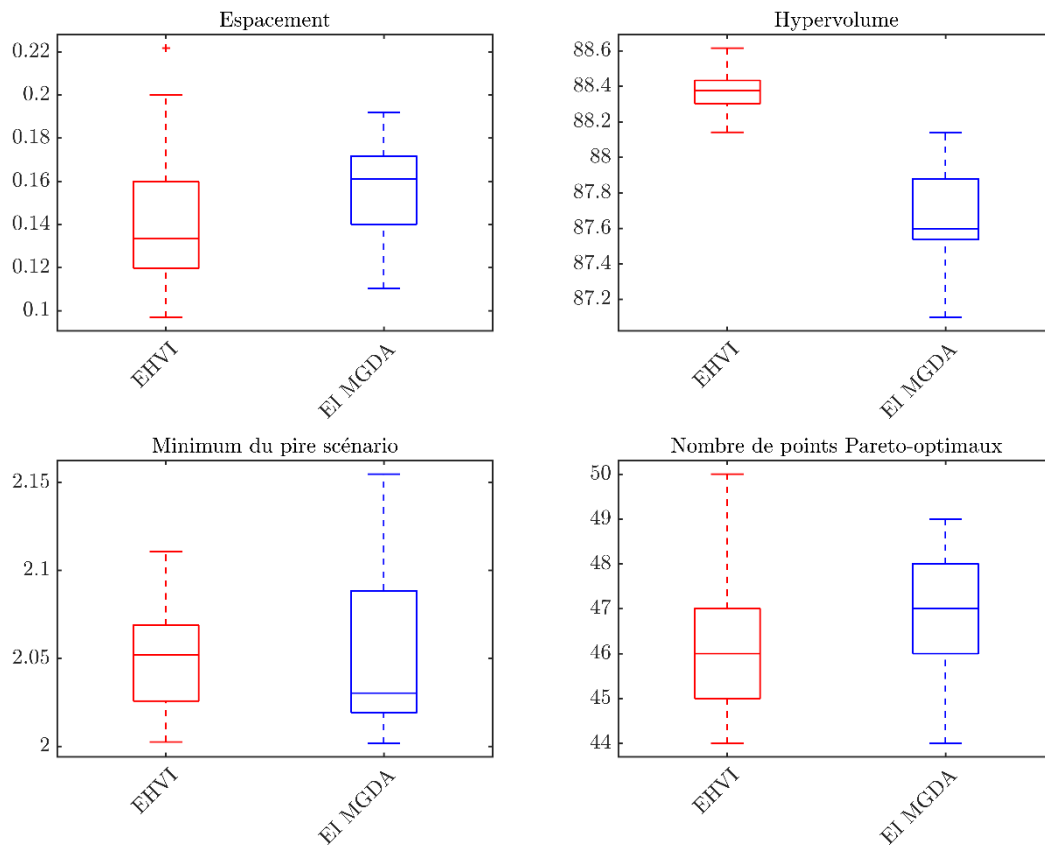 Espacement
0.22
0.2
0.18
0.16
0.14
0.12
0.1
EHVI
EI MGDA
Hypervolume
88.6
88.4
88.2
88
87.8
87.6
87.4
87.2
EHVI
EI MGDA
Minimum du pire scénario
2.15
2.1
2.05
2
EHVI
EI MGDA
Nombre de points Pareto-optimaux
50
49
48
47
46
45
44
EHVI
EI MGDA